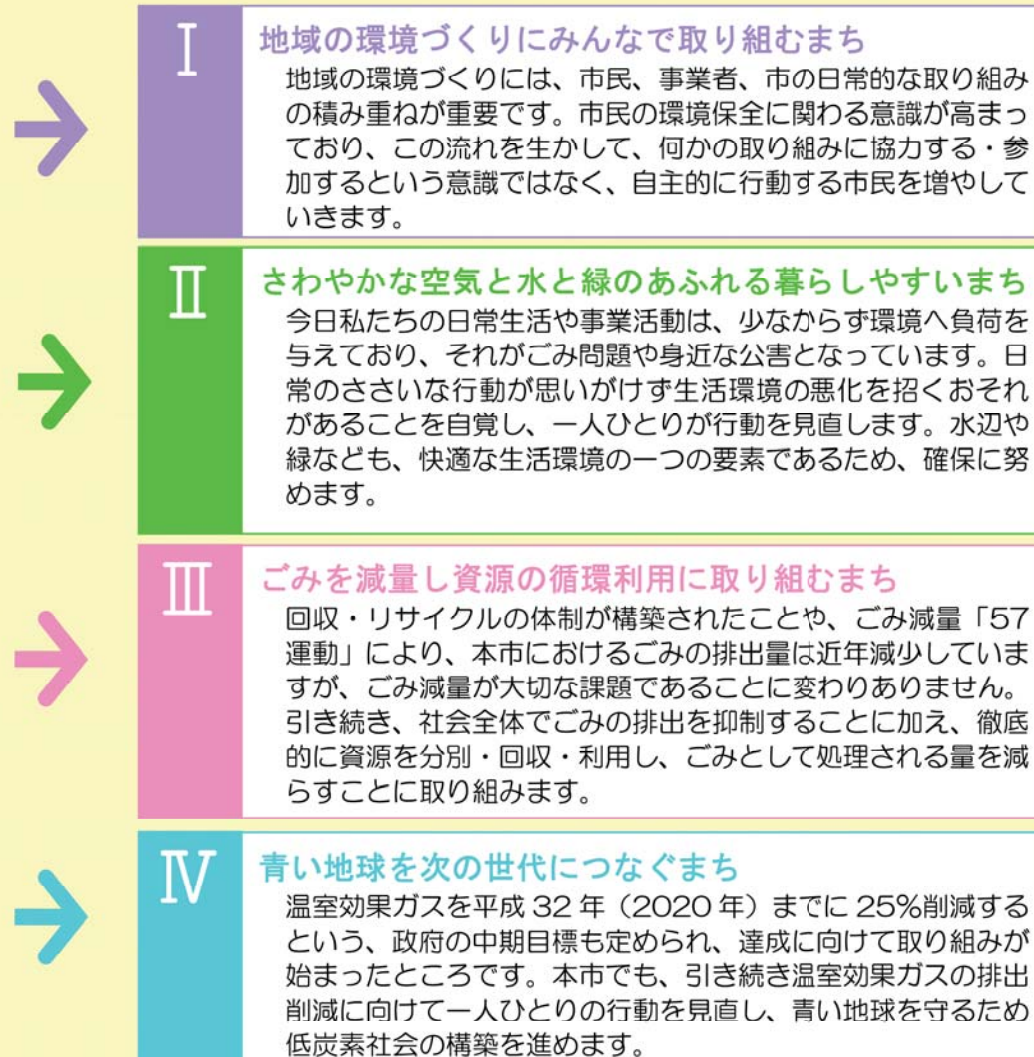 Ⅰ
地域の環境づくりにみんなで取り組むまち
地域の環境づくりには、市民、事業者、市の日常的な取り組み
の積み重ねが重要です。市民の環境保全に関わる意識が高まっ
ており、この流れを生かして、何かの取り組みに協力する・参
加するという意識ではなく、自主的に行動する市民を増やして
いきます。
Ⅱ
さわやかな空気と水と緑のあふれる暮らしやすいまち
今日私たちの日常生活や事業活動は、少なからず環境へ負荷を
与えており、それがごみ問題や身近な公害となっています。日
常のささいな行動が思いがけず生活環境の悪化を招くおそれ
があることを自覚し、一人ひとりが行動を見直します。水辺や
緑なども、快適な生活環境の一つの要素であるため、確保に努
めます。
Ⅲ
ごみを減量し資源の循環利用に取り組むまち
回収・リサイクルの体制が構築されたことや、ごみ減量「57
運動」により、本市におけるごみの排出量は近年減少していま
すが、ごみ減量が大切な課題であることに変わりありません。
引き続き、社会全体でごみの排出を抑制することに加え、徹底
的に資源を分別・回収・利用し、ごみとして処理される量を減
らすことに取り組みます。
Ⅳ
青い地球を次の世代につなぐまち
温室効果ガスを平成 32 年（2020 年）までに 25%削減する
という、政府の中期目標も定められ、達成に向けて取り組みが
始まったところです。本市でも、引き続き温室効果ガスの排出
削減に向けて一人ひとりの行動を見直し、青い地球を守るため
低炭素社会の構築を進めます。